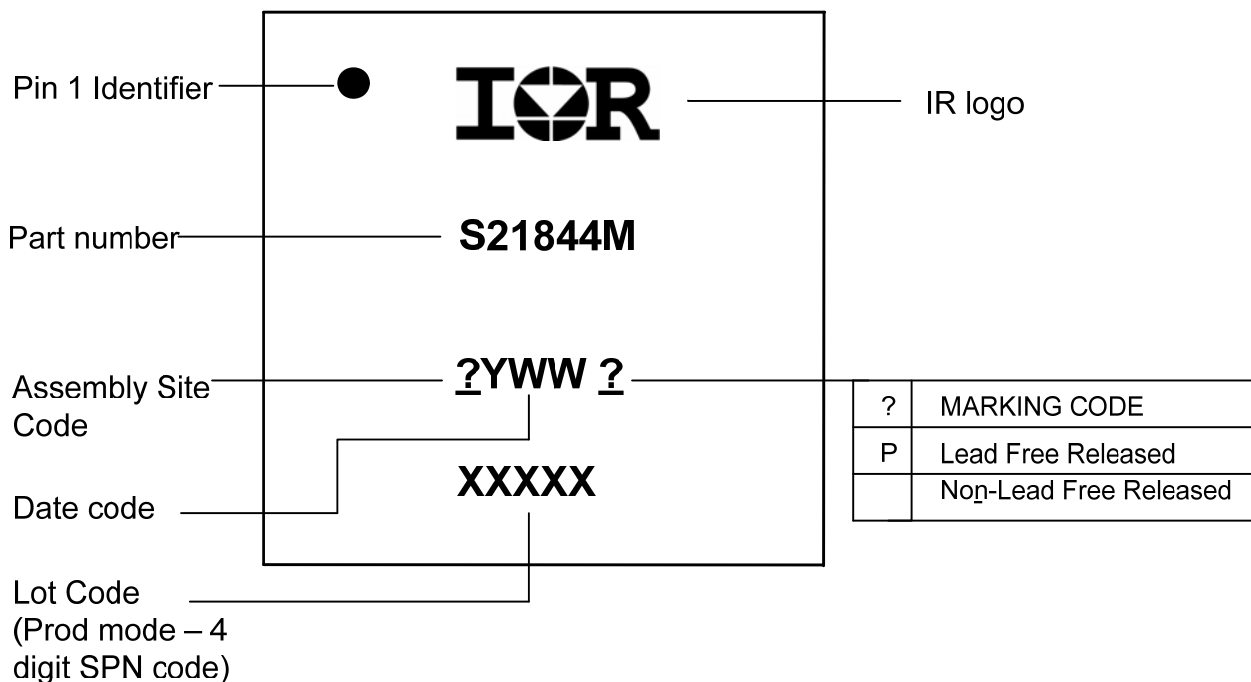 Pin 1 Identifier
IOR
IR logo
Part number
S21844M
Assembly Site
Code
?YWW ?
? MARKING CODE
P Lead Free Released
Non-Lead Free Released
Date code
XXXXX
Lot Code
(Prod mode – 4
digit SPN code)